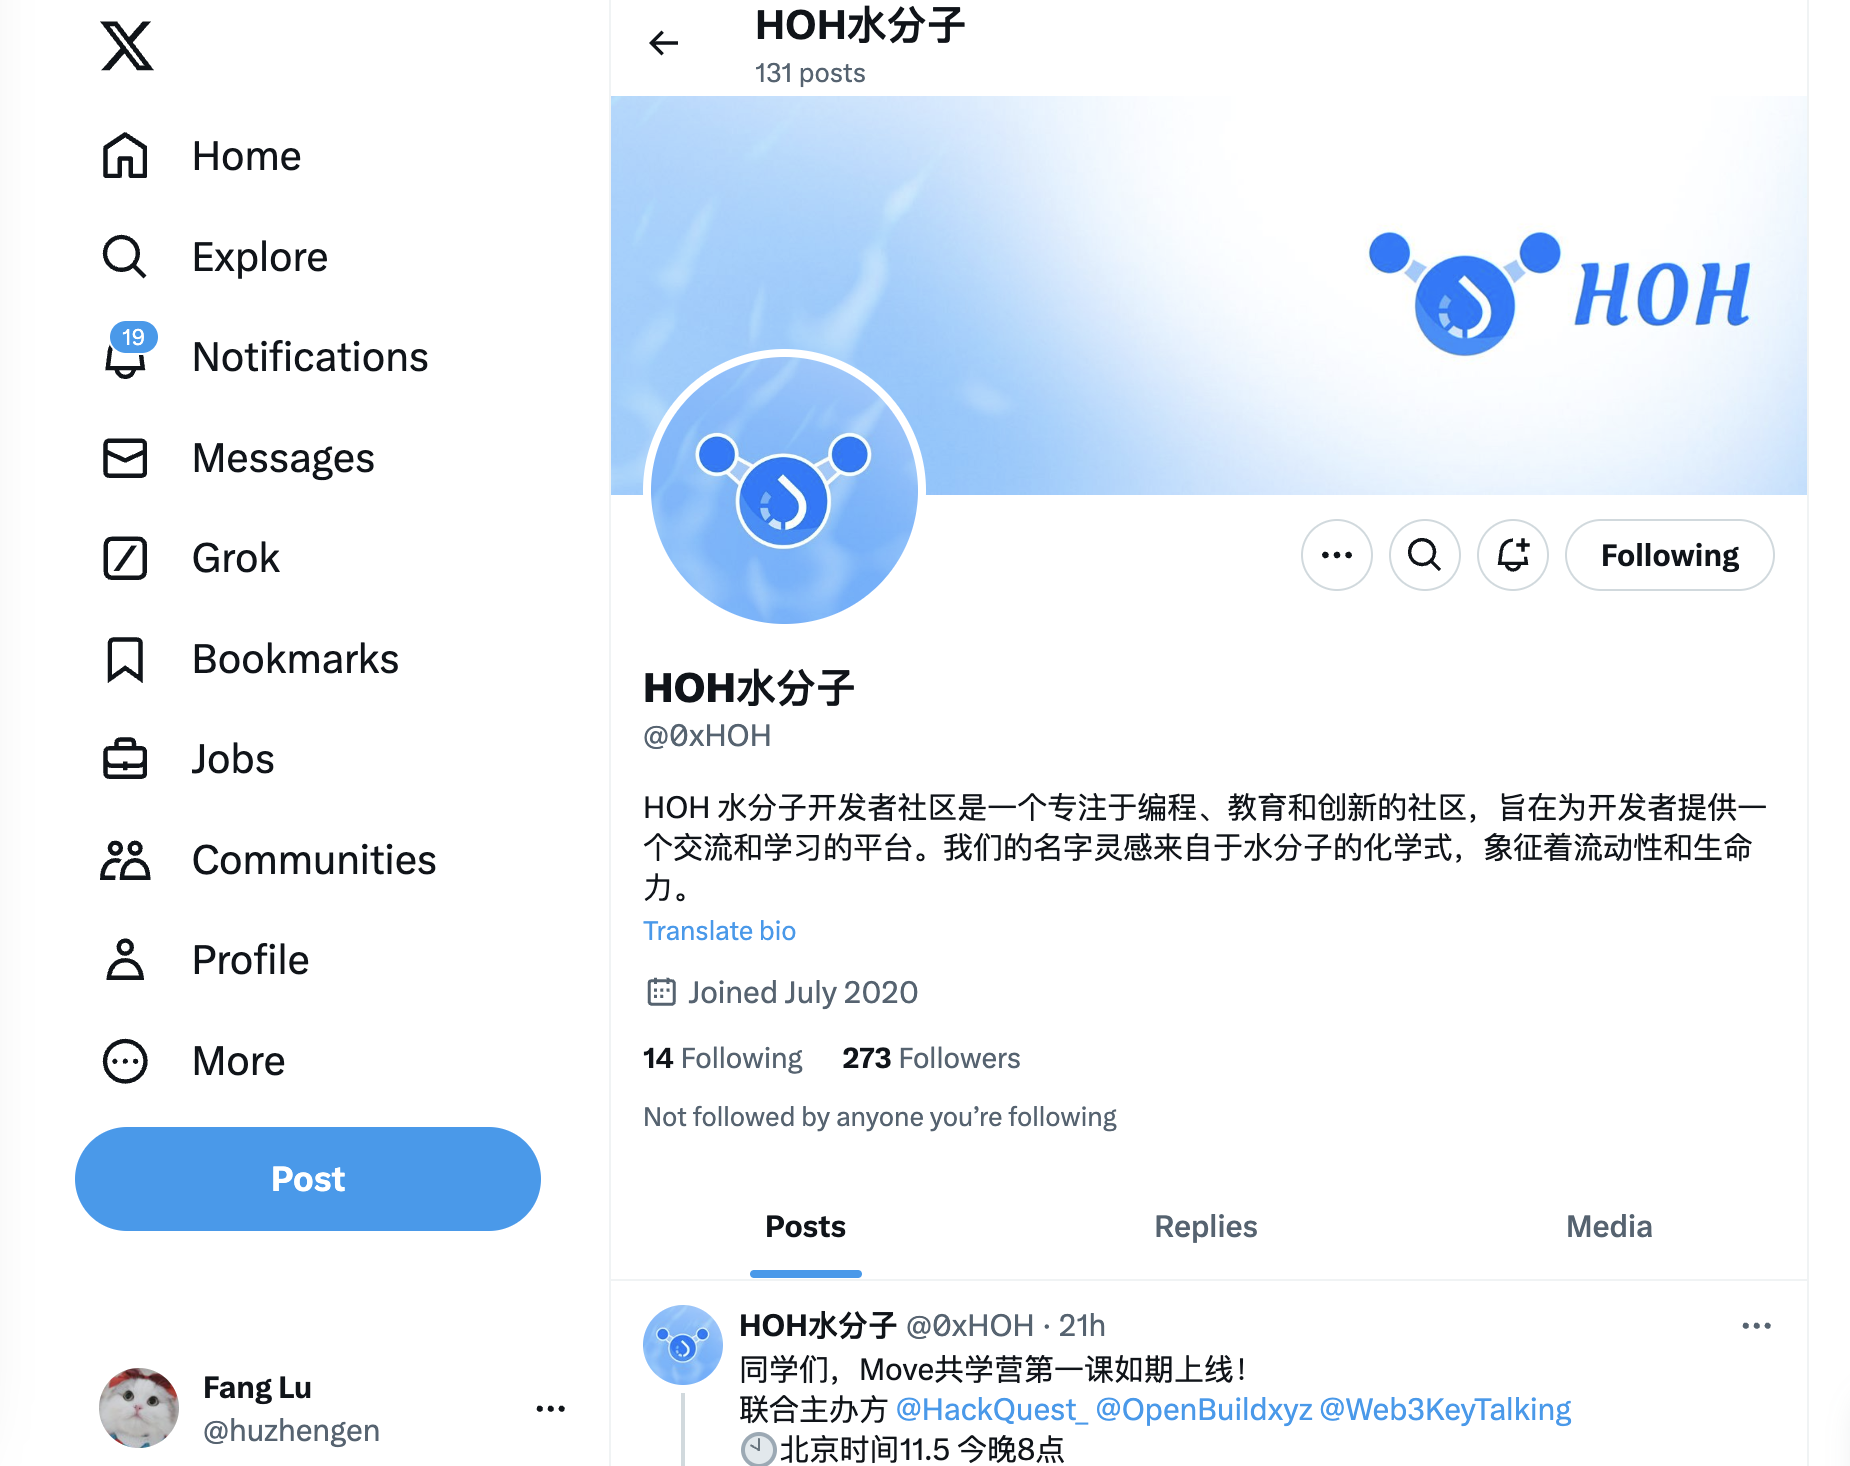 HOH水分子
131 posts
Home
Explore
19
Notifications
Messages
Grok
Bookmarks
Jobs
Communities
Profile
More
Post
Fang Lu
@huzhengen
HOH
Following
HOH水分子
@0xHOH
HOH 水分子开发者社区是一个专注于编程、教育和创新的社区，旨在为开发者提供一
个交流和学习的平台。我们的名字灵感来自于水分子的化学式，象征着流动性和生命
力。
Translate bio
Joined July 2020
14 Following 273 Followers
Not followed by anyone you’re following
Posts Replies Media
HOH水分子 @0xHOH · 21h
同学们，Move共学营第一课如期上线！
联合主办方 @HackQuest_ @OpenBuildxyz @Web3KeyTalking
🕙北京时间11.5 今晚8点